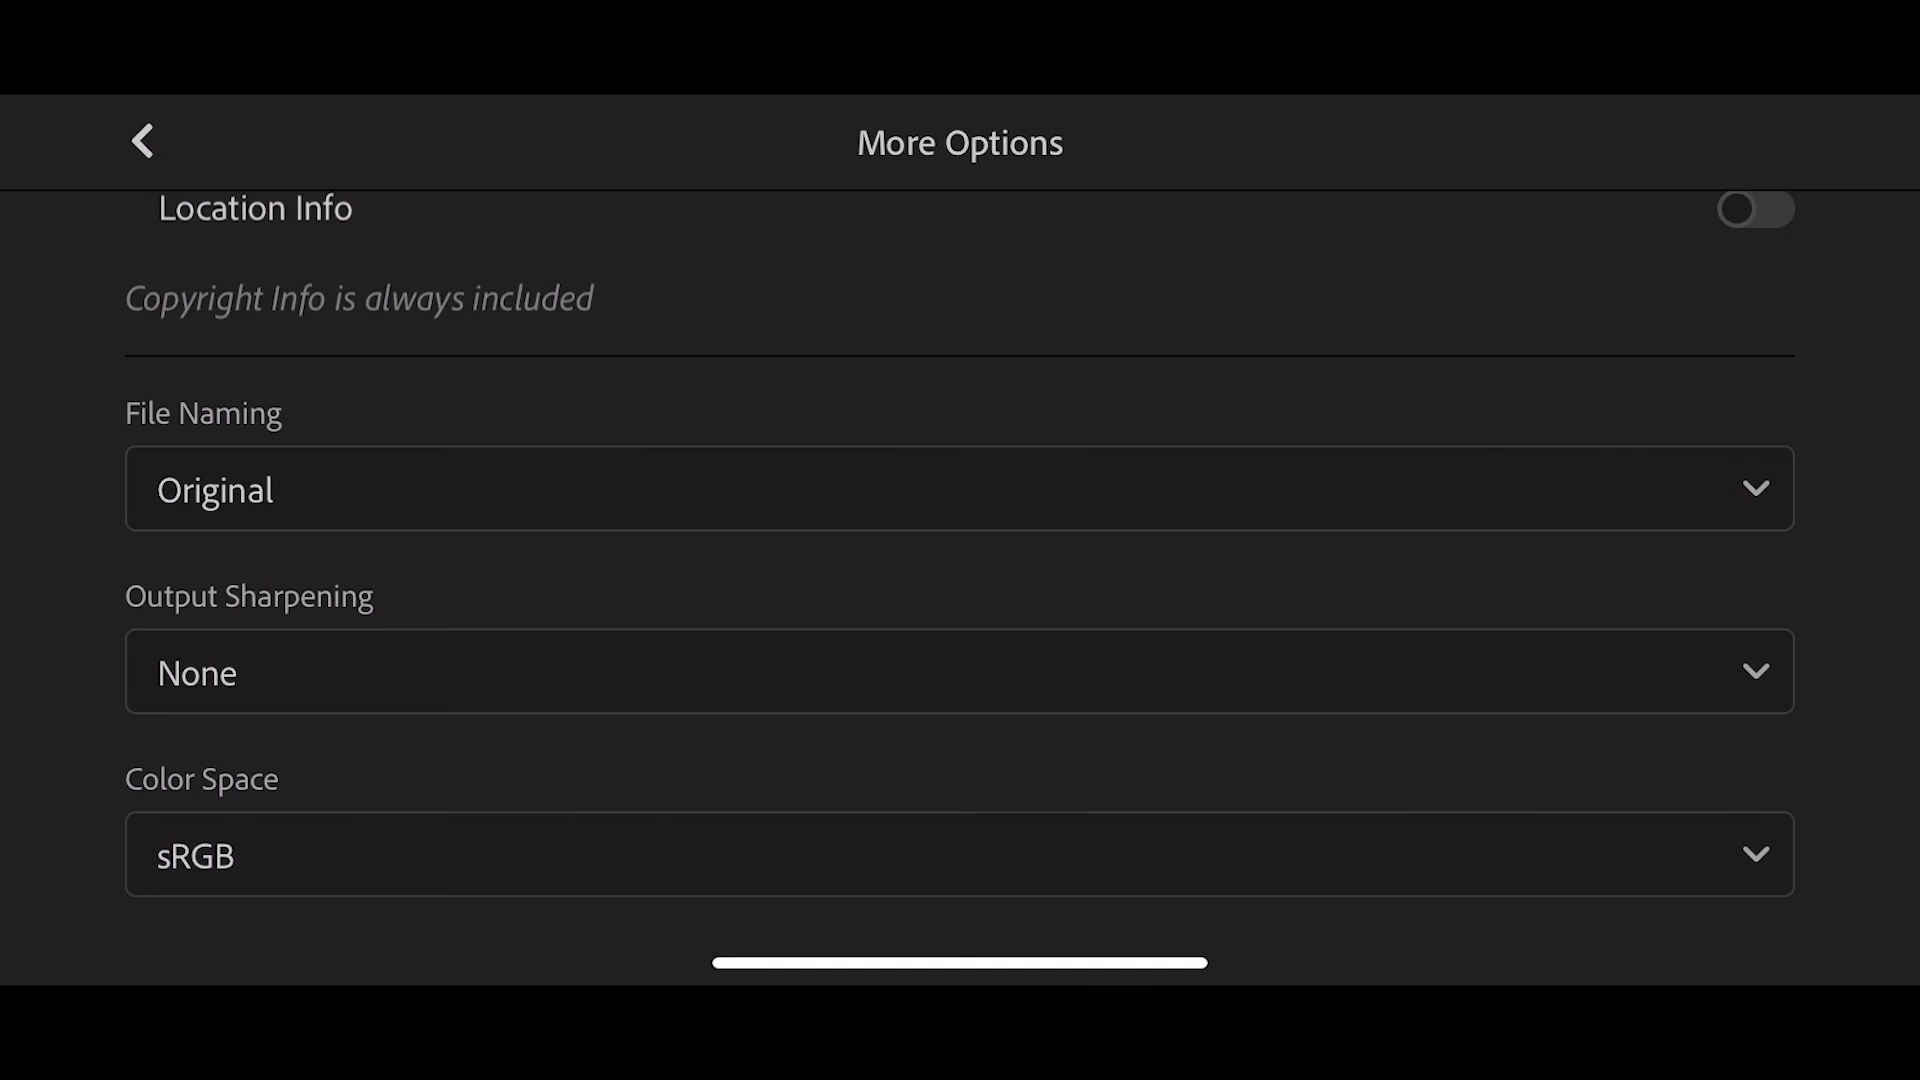 More Options
Location Info
Copyright Info is always included
File Naming
Original
Output Sharpening
None
Color Space
sRGB